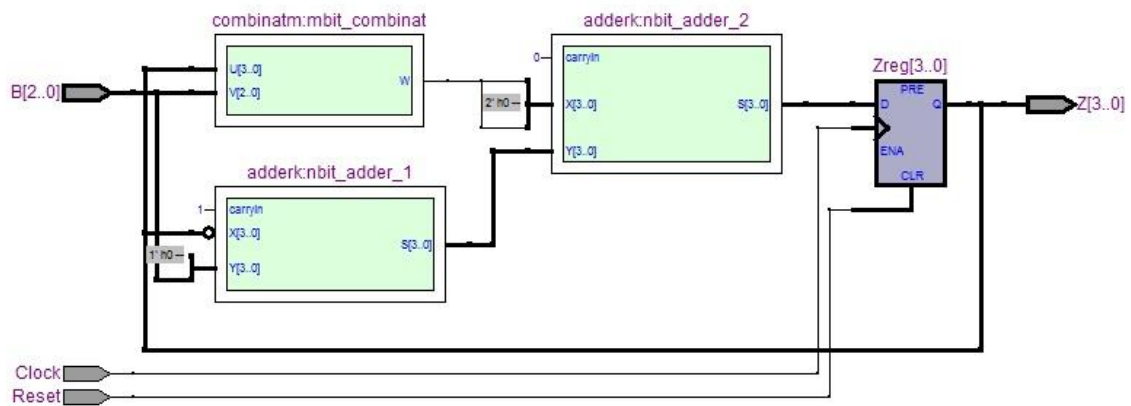 combinatm:mbit_combinat
adderk:nbit_adder_2
U[3..0]
V[2..0]
W
B[2..0]
0
carryin
2' h0
X[3..0]
Y[3..0]
S[3..0]
Zreg[3..0]
PRE
D
Q
ENA
CLR
Z[3..0]
adderk:nbit_adder_1
1
carryin
X[3..0]
1' h0
Y[3..0]
S[3..0]
Clock
Reset